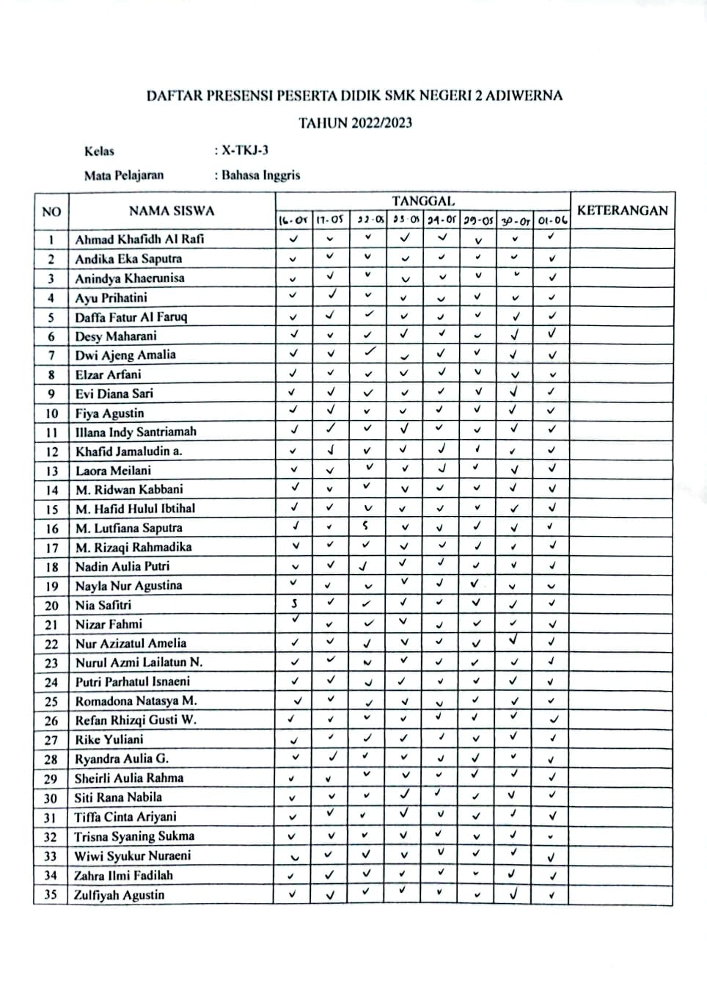 DAFTAR PRESENSI PESERTA DIDIK SMK NEGERI 2 ADIWERNA
TAHUN 2022/2023
Kelas : X-TKJ-3
Mata Pelajaran : Bahasa Inggris
NO NAMA SISWA TANGGAL KETERANGAN
16-05 17-05 22-05 23-05 24-05 29-05 30-05 01-06
1 Ahmad Khafidh Al Rafi ✓ ✓ ✓ ✓ ✓ ✓ ✓ ✓
2 Andika Eka Saputra ✓ ✓ ✓ ✓ ✓ ✓ ✓ ✓
3 Anindya Khaerunisa ✓ ✓ ✓ ✓ ✓ ✓ ✓ ✓
4 Ayu Prihatini ✓ ✓ ✓ ✓ ✓ ✓ ✓ ✓
5 Daffa Fatur Al Faruq ✓ ✓ ✓ ✓ ✓ ✓ ✓ ✓
6 Desy Maharani ✓ ✓ ✓ ✓ ✓ ✓ ✓ ✓
7 Dwi Ajeng Amalia ✓ ✓ ✓ ✓ ✓ ✓ ✓ ✓
8 Elzar Arfani ✓ ✓ ✓ ✓ ✓ ✓ ✓ ✓
9 Evi Diana Sari ✓ ✓ ✓ ✓ ✓ ✓ ✓ ✓
10 Fiya Agustin ✓ ✓ ✓ ✓ ✓ ✓ ✓ ✓
11 Illana Indy Santriamah ✓ ✓ ✓ ✓ ✓ ✓ ✓ ✓
12 Khafid Jamaludin a. ✓ ✓ ✓ ✓ ✓ ✓ ✓ ✓
13 Laora Meilani ✓ ✓ ✓ ✓ ✓ ✓ ✓ ✓
14 M. Ridwan Kabbani ✓ ✓ ✓ ✓ ✓ ✓ ✓ ✓
15 M. Hafid Hulul Ibtihal ✓ ✓ ✓ ✓ ✓ ✓ ✓ ✓
16 M. Lutfiana Saputra ✓ ✓ S ✓ ✓ ✓ ✓ ✓
17 M. Rizaqi Rahmadika ✓ ✓ ✓ ✓ ✓ ✓ ✓ ✓
18 Nadin Aulia Putri ✓ ✓ ✓ ✓ ✓ ✓ ✓ ✓
19 Nayla Nur Agustina ✓ ✓ ✓ ✓ ✓ ✓ ✓ ✓
20 Nia Safitri S ✓ ✓ ✓ ✓ ✓ ✓ ✓
21 Nizar Fahmi ✓ ✓ ✓ ✓ ✓ ✓ ✓ ✓
22 Nur Azizatul Amelia ✓ ✓ ✓ ✓ ✓ ✓ ✓ ✓
23 Nurul Azmi Lailatun N. ✓ ✓ ✓ ✓ ✓ ✓ ✓ ✓
24 Putri Parhatul Isnaeni ✓ ✓ ✓ ✓ ✓ ✓ ✓ ✓
25 Romadona Natasya M. ✓ ✓ ✓ ✓ ✓ ✓ ✓ ✓
26 Refan Rhizqi Gusti W. ✓ ✓ ✓ ✓ ✓ ✓ ✓ ✓
27 Rike Yuliani ✓ ✓ ✓ ✓ ✓ ✓ ✓ ✓
28 Ryandra Aulia G. ✓ ✓ ✓ ✓ ✓ ✓ ✓ ✓
29 Sheirli Aulia Rahma ✓ ✓ ✓ ✓ ✓ ✓ ✓ ✓
30 Siti Rana Nabila ✓ ✓ ✓ ✓ ✓ ✓ ✓ ✓
31 Tiffa Cinta Ariyani ✓ ✓ ✓ ✓ ✓ ✓ ✓ ✓
32 Trisna Syaning Sukma ✓ ✓ ✓ ✓ ✓ ✓ ✓ ✓
33 Wiwi Syukur Nuraeni ✓ ✓ ✓ ✓ ✓ ✓ ✓ ✓
34 Zahra Ilmi Fadilah ✓ ✓ ✓ ✓ ✓ ✓ ✓ ✓
35 Zulfiyah Agustin ✓ ✓ ✓ ✓ ✓ ✓ ✓ ✓